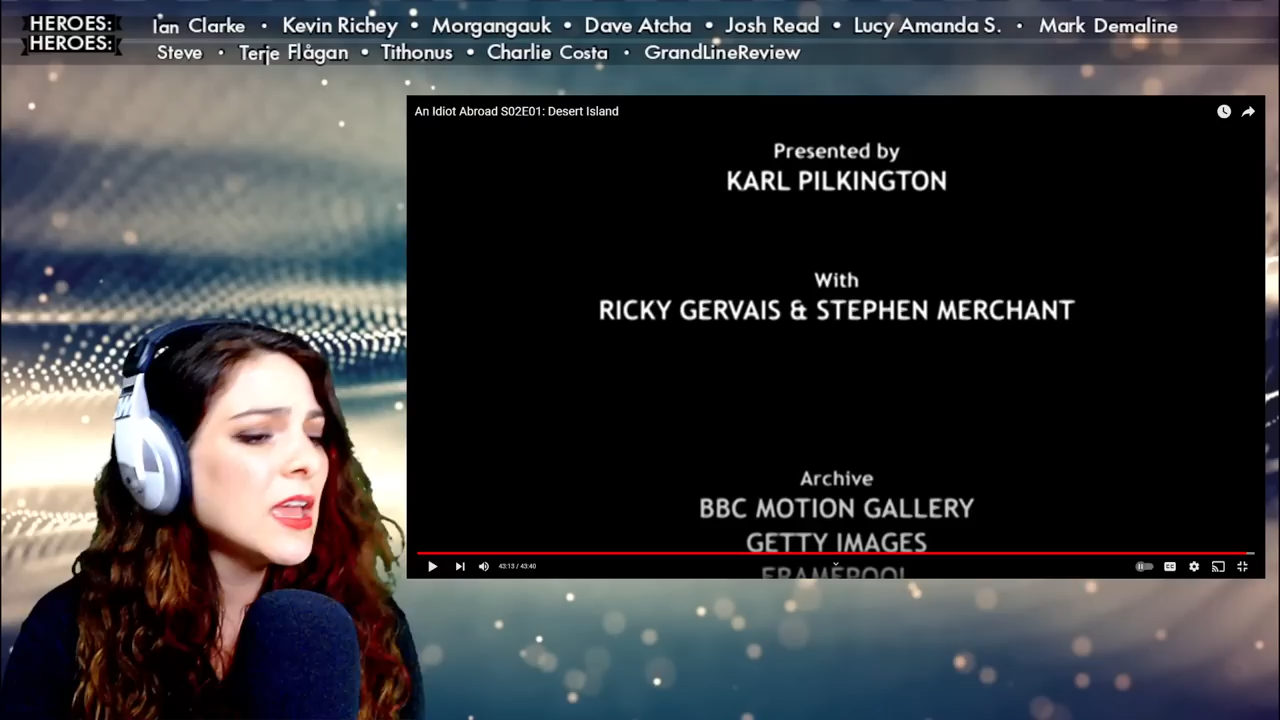 HEROES: Ian Clarke • Kevin Richey • Morgangauk • Dave Atcha • Josh Read • Lucy Amanda S. • Mark Demaline
HEROES: Steve • Terje Flågan • Tithonus • Charlie Costa • GrandLineReview
An Idiot Abroad S02E01: Desert Island
Presented by
KARL PILKINGTON
With
RICKY GERVAIS & STEPHEN MERCHANT
Archive
BBC MOTION GALLERY
GETTY IMAGES
FRAMEPOOL
43:13 / 43:40
CC